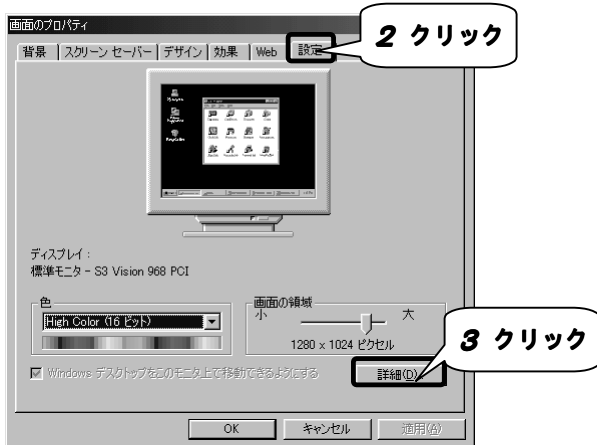 画面のプロパティ
2 クリック
背景 スクリーン セーバー デザイン 効果 Web 設定
ディスプレイ :
標準モニタ - S3 Vision 968 PCI
色
画面の領域
High Color (16 ビット)
小 大
1280 x 1024 ピクセル
3 クリック
Windows デスクトップをこのモニタ上で移動できるようにする
詳細(D)
OK キャンセル 適用(A)